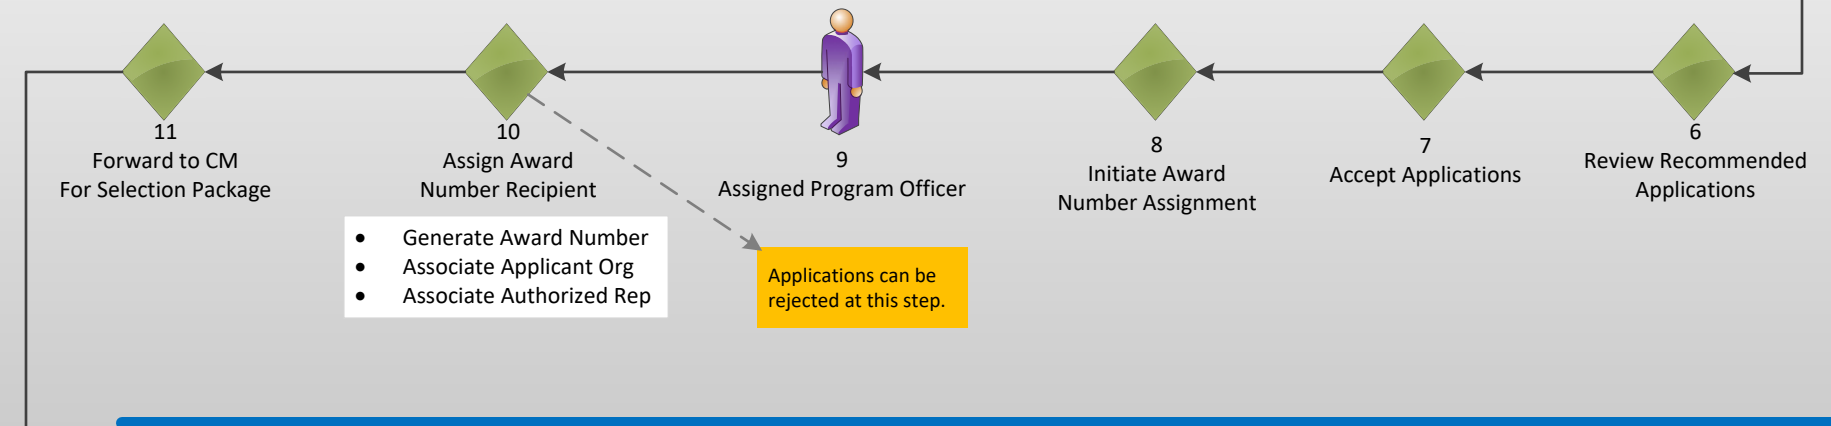 11
Forward to CM
For Selection Package
10
Assign Award
Number Recipient
• Generate Award Number
• Associate Applicant Org
• Associate Authorized Rep
9
Assigned Program Officer
Applications can be
rejected at this step.
8
Initiate Award
Number Assignment
7
Accept Applications
6
Review Recommended
Applications